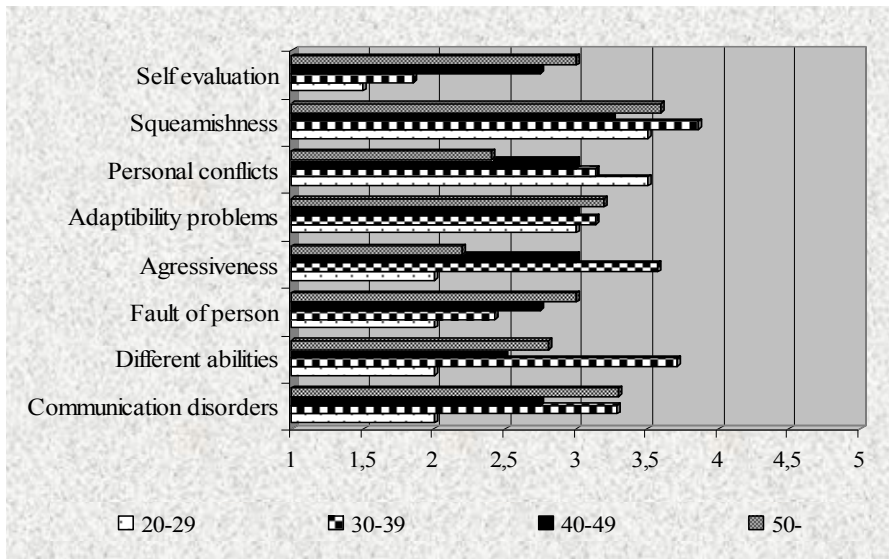 Self evaluation
Squeamishness
Personal conflicts
Adaptibility problems
Agressiveness
Fault of person
Different abilities
Communication disorders
1 1,5 2 2,5 3 3,5 4 4,5 5
20-29 30-39 40-49 50-